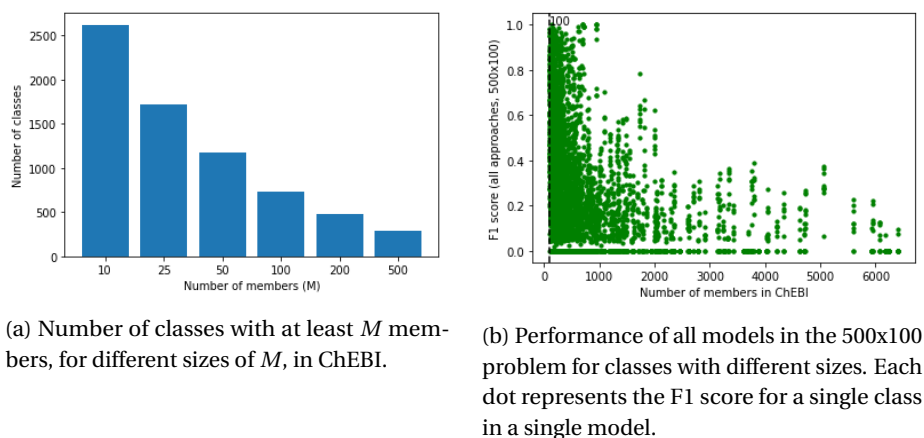 2500
2000
1500
1000
500
0
Number of classes
10 25 50 100 200 500
Number of members (M)
(a) Number of classes with at least M mem-
bers, for different sizes of M, in ChEBI.
100
1.0
0.8
0.6
0.4
0.2
0.0
F1 score (all approaches, 500x100)
0 1000 2000 3000 4000 5000 6000
Number of members in ChEBI
(b) Performance of all models in the 500x100
problem for classes with different sizes. Each
dot represents the F1 score for a single class
in a single model.